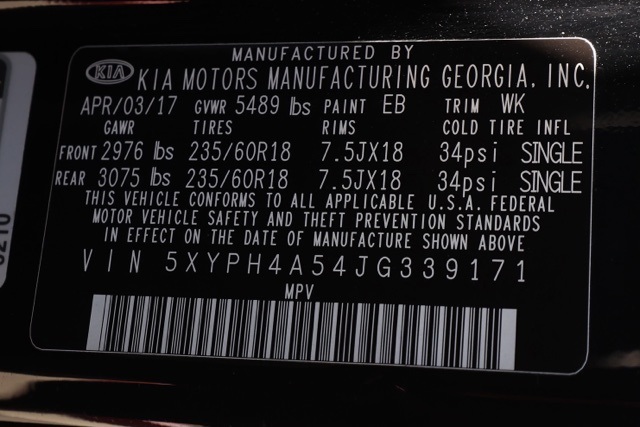 MANUFACTURED BY
KIA KIA MOTORS MANUFACTURING GEORGIA, INC.
APR/03/17 GVWR 5489 lbs PAINT EB TRIM WK
GAWR TIRES RIMS COLD TIRE INFL
FRONT 2976 lbs 235/60R18 7.5JX18 34psi SINGLE
REAR 3075 lbs 235/60R18 7.5JX18 34psi SINGLE
THIS VEHICLE CONFORMS TO ALL APPLICABLE U.S.A. FEDERAL
MOTOR VEHICLE SAFETY AND THEFT PREVENTION STANDARDS
IN EFFECT ON THE DATE OF MANUFACTURE SHOWN ABOVE
VIN 5XYPH4A54JG339171
MPV